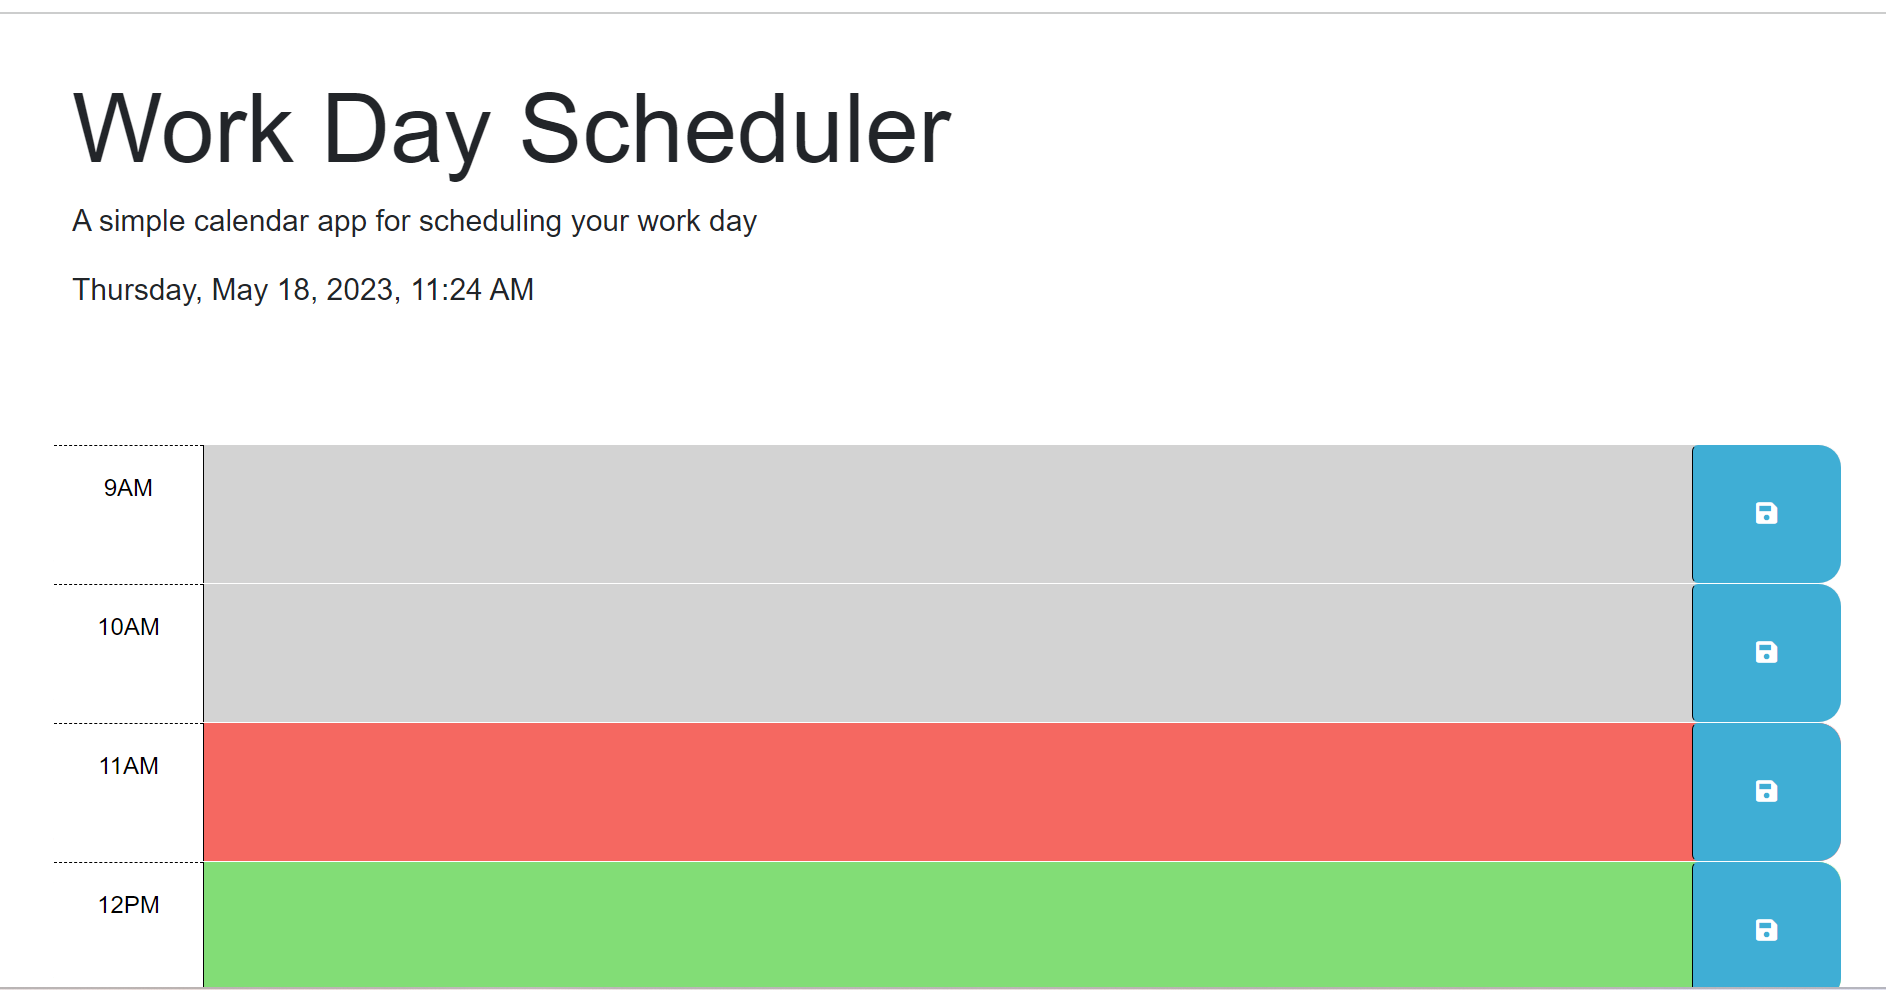 Work Day Scheduler
A simple calendar app for scheduling your work day
Thursday, May 18, 2023, 11:24 AM
9AM
10AM
11AM
12PM